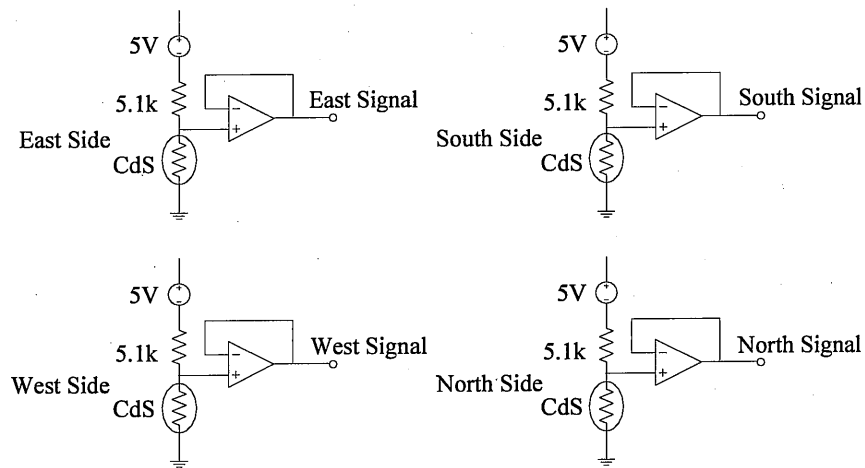 5V
5.1k
East Side
CdS
East Signal
5V
5.1k
South Side
CdS
South Signal
5V
5.1k
West Side
CdS
West Signal
5V
5.1k
North Side
CdS
North Signal